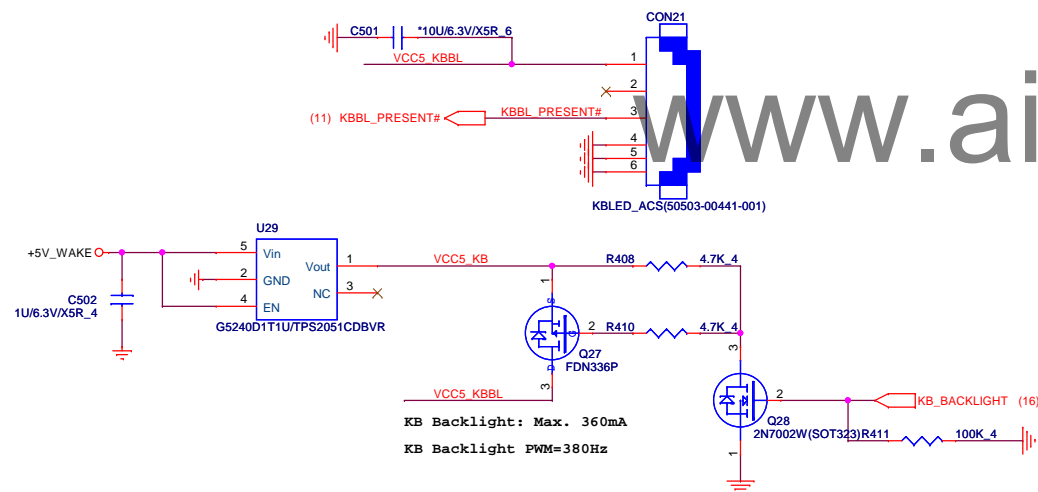 CON21
C501 *10U/6.3V/X5R_6
VCC5_KBBL
1
2
(11) KBBL_PRESENT# KBBL_PRESENT# 3
4
5
6
www.ai
KBLED_ACS(50503-00441-001)
U29
+5V_WAKE
5 Vin
Vout 1
VCC5_KB
R408 4.7K_4
2 GND
NC 3
4 EN
C502
1U/6.3V/X5R_4
G5240D1T1U/TPS2051CDBVR
1
S
2
G
R410 4.7K_4
Q27
FDN336P
D
3
VCC5_KBBL
3
2
KB_BACKLIGHT (16)
Q28
2N7002W(SOT323)
R411 100K_4
1
KB Backlight: Max. 360mA
KB Backlight PWM=380Hz